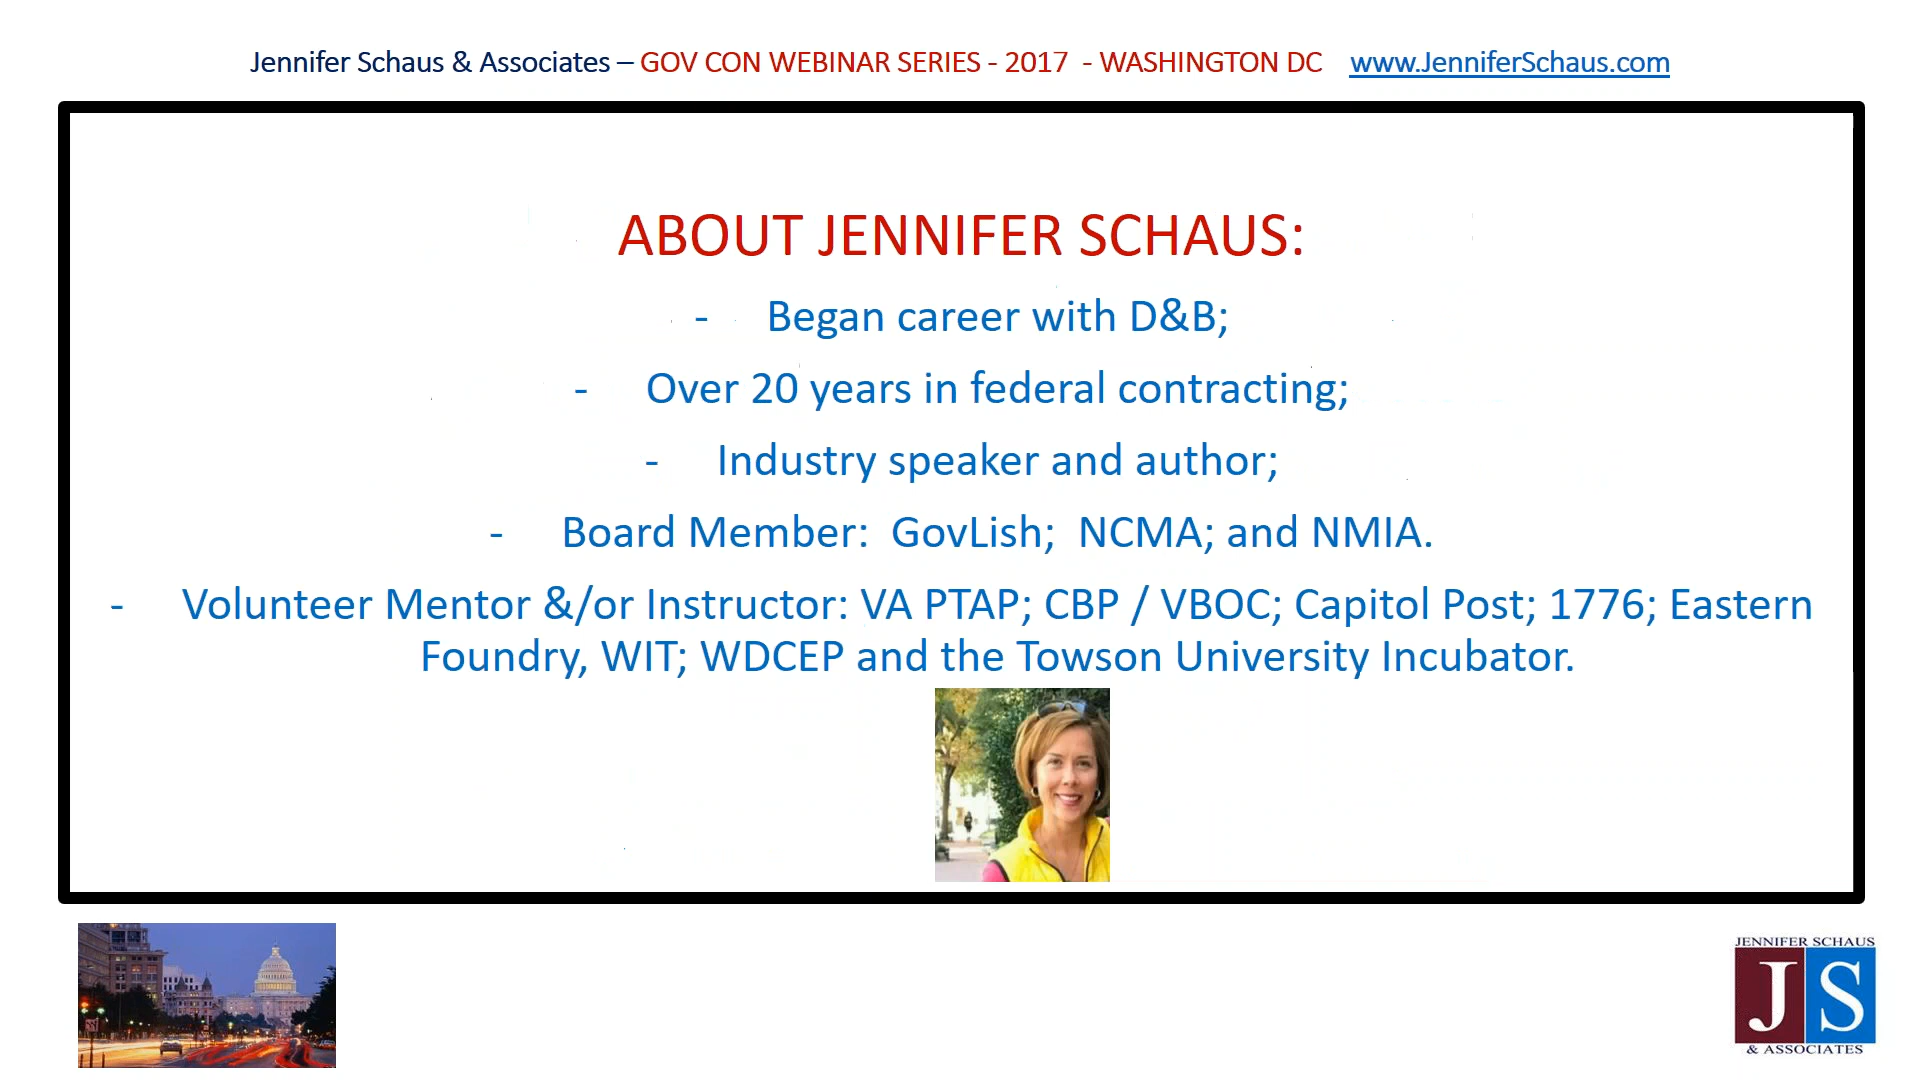 Jennifer Schaus & Associates – GOV CON WEBINAR SERIES - 2017 - WASHINGTON DC www.JenniferSchaus.com
ABOUT JENNIFER SCHAUS:
- Began career with D&B;
- Over 20 years in federal contracting;
- Industry speaker and author;
- Board Member: GovLish; NCMA; and NMIA.
- Volunteer Mentor &/or Instructor: VA PTAP; CBP / VBOC; Capitol Post; 1776; Eastern
Foundry, WIT; WDCEP and the Towson University Incubator.
JENNIFER SCHAUS
JS
& ASSOCIATES